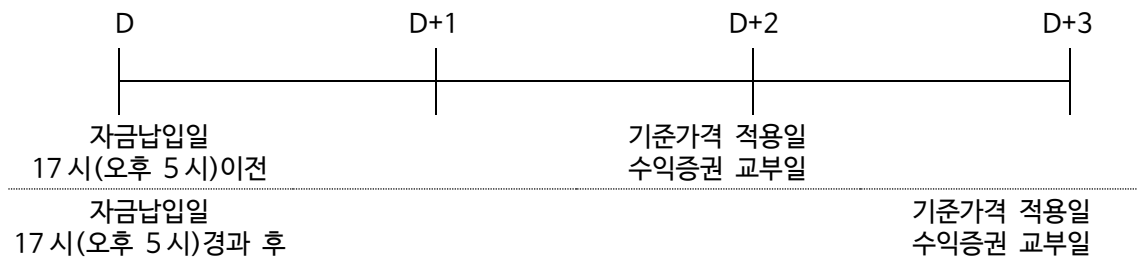 D D+1 D+2 D+3
자금납입일 기준가격 적용일
17시(오후 5시)이전 수익증권 교부일
자금납입일 기준가격 적용일
17시(오후 5시)경과 후 수익증권 교부일